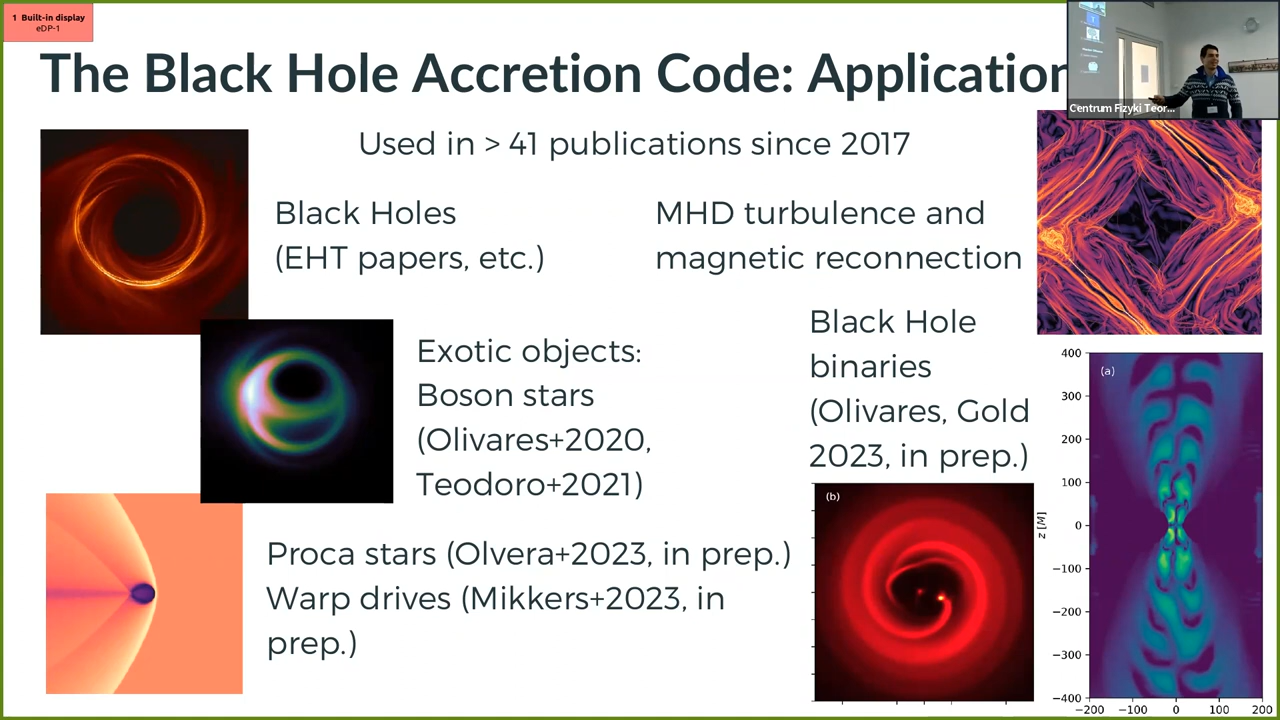 1 Built-in display
eDP-1
The Black Hole Accretion Code: Application
Centrum Fizyki Teor...
Used in > 41 publications since 2017
Black Holes
(EHT papers, etc.)
MHD turbulence and
magnetic reconnection
Exotic objects:
Boson stars
(Olivares+2020,
Teodoro+2021)
Black Hole
binaries
(Olivares, Gold
2023, in prep.)
Proca stars (Olvera+2023, in prep.)
Warp drives (Mikkers+2023, in
prep.)
(b)
(a)
z [M]
400
300
200
100
0
−100
−200
−300
−400
−200 −100 0 100 200